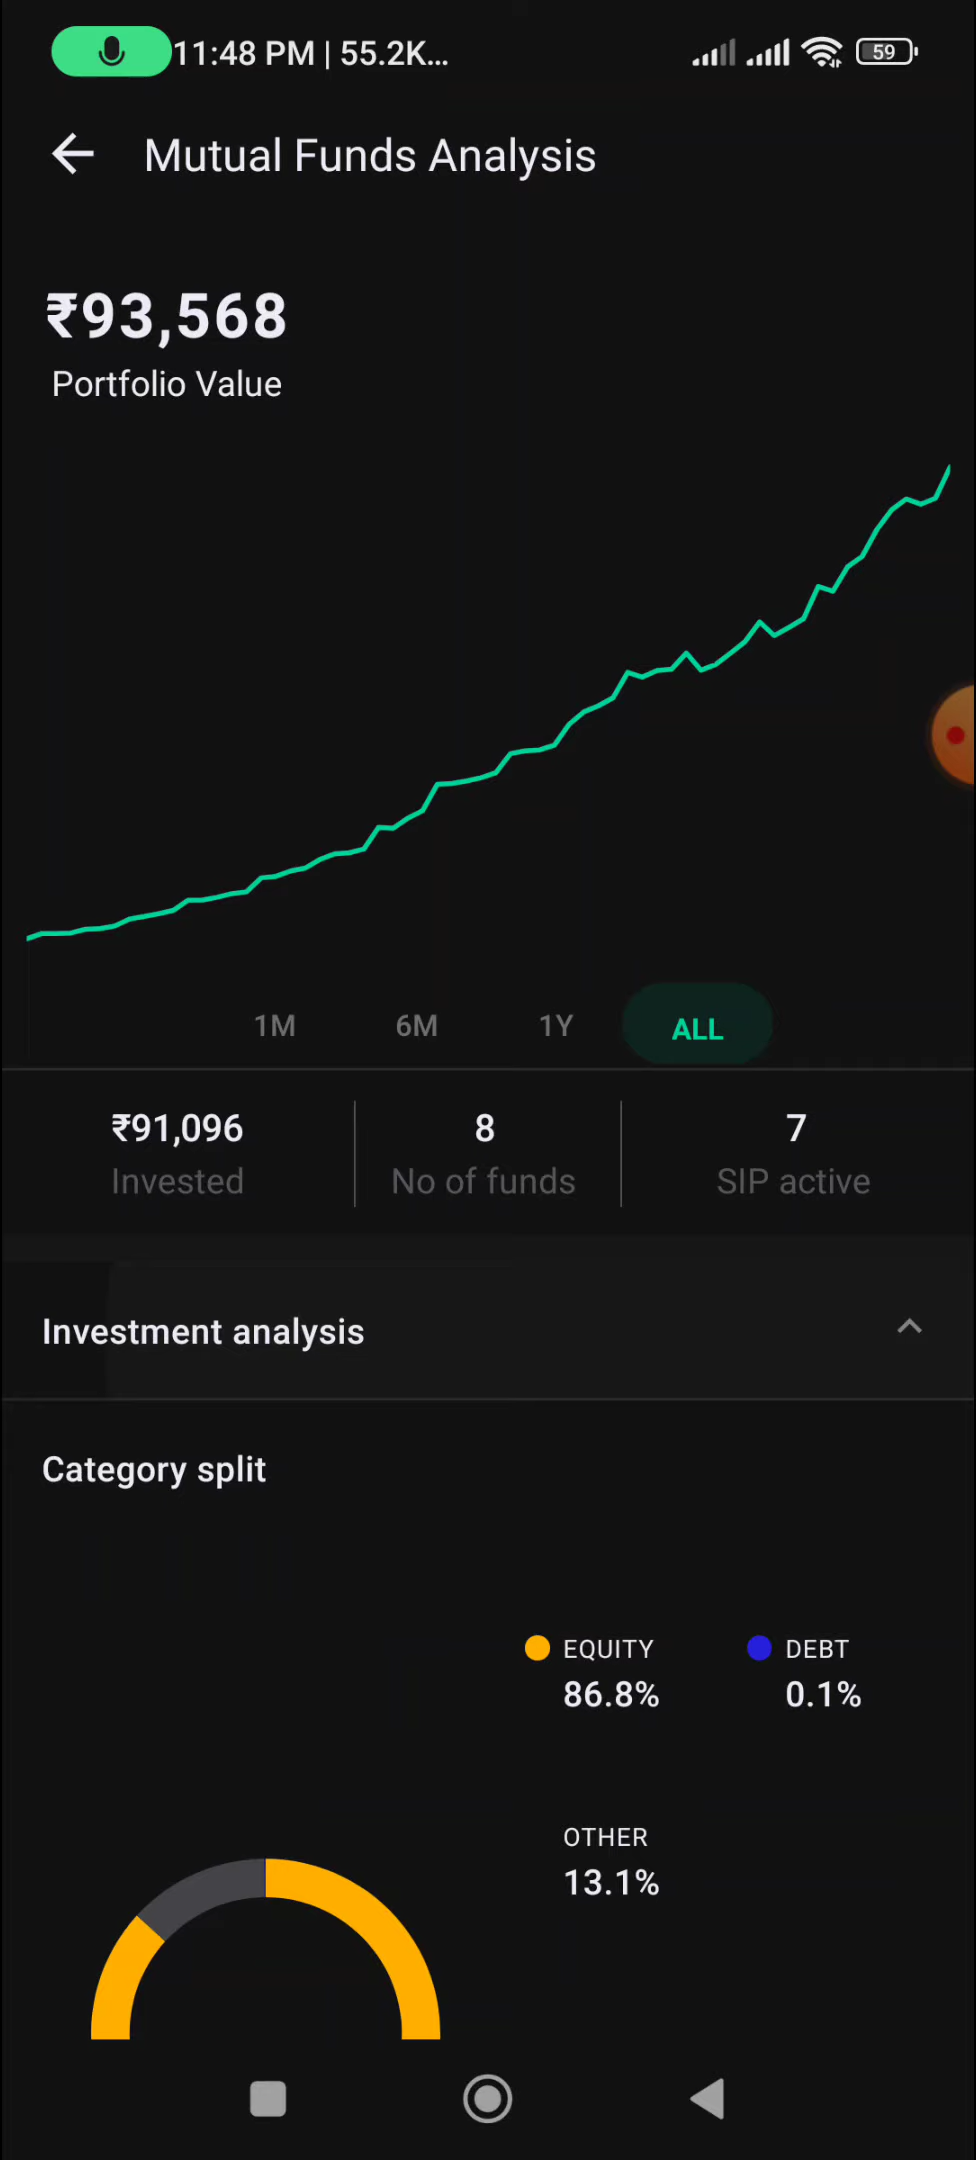 11:48 PM | 55.2K...
59
Mutual Funds Analysis
₹93,568
Portfolio Value
1M 6M 1Y ALL
₹91,096 8 7
Invested No of funds SIP active
Investment analysis
Category split
EQUITY DEBT
86.8% 0.1%
OTHER
13.1%